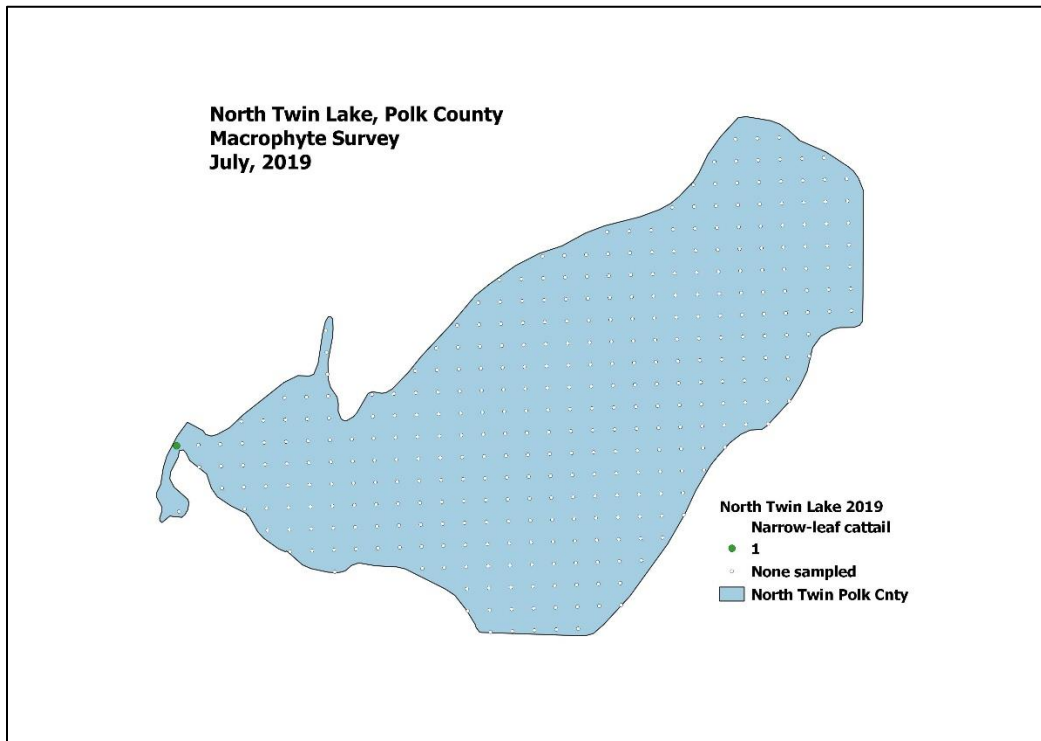 North Twin Lake, Polk County
Macrophyte Survey
July, 2019
North Twin Lake 2019
Narrow-leaf cattail
1
None sampled
North Twin Polk Cnty